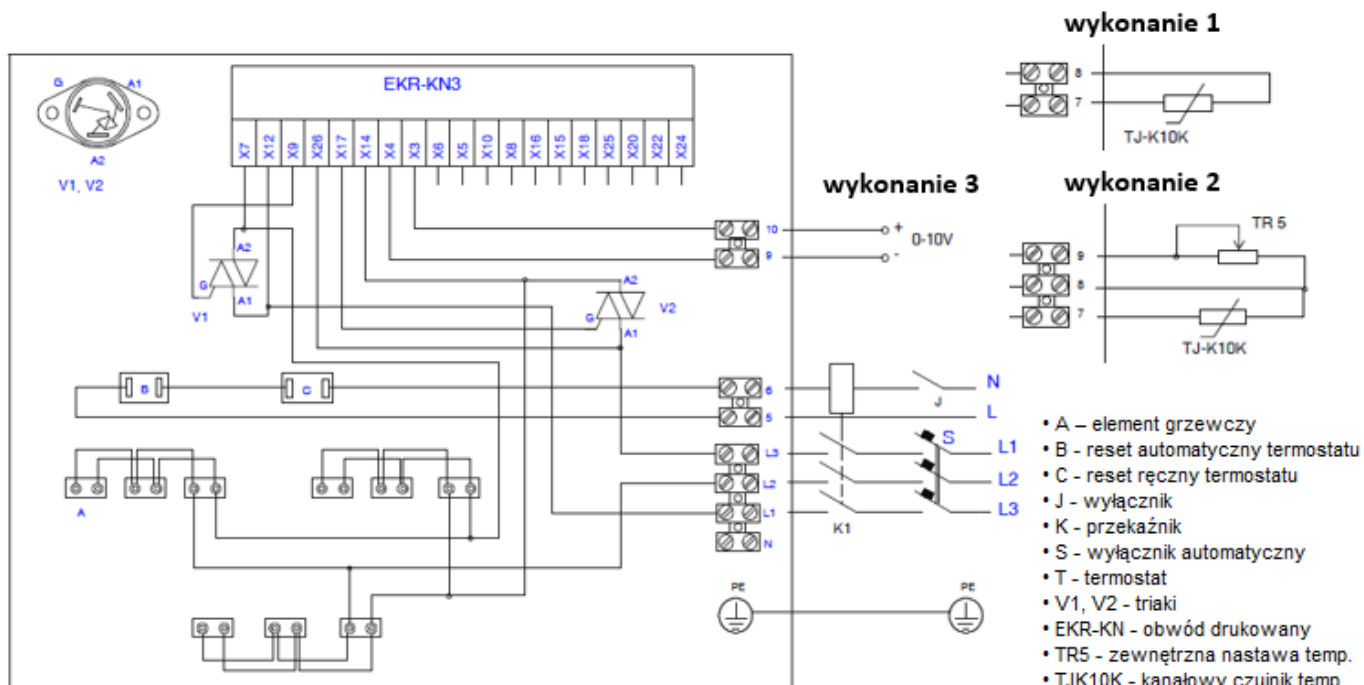 wykonanie 1
8
7
TJ-K10K
wykonanie 2
TR 5
9
8
7
TJ-K10K
wykonanie 3
10
9
+
0-10V
-
EKR-KN3
X7 X12 X9 X26 X17 X14 X4 X3 X6 X5 X10 X8 X16 X15 X18 X25 X20 X22 X24
G A1
A2
V1, V2
A2
G
A1
V1
A2
G
A1
V2
B
C
6
5
J
N
L
L3
L2
L1
N
K1
S
L1
L2
L3
A
PE
PE
• A – element grzewczy
• B - reset automatyczny termostatu
• C - reset ręczny termostatu
• J - wyłącznik
• K - przekaźnik
• S - wyłącznik automatyczny
• T - termostat
• V1, V2 - triaki
• EKR-KN - obwód drukowany
• TR5 - zewnętrzna nastawa temp.
• TJK10K - kanałowy czujnik temp.